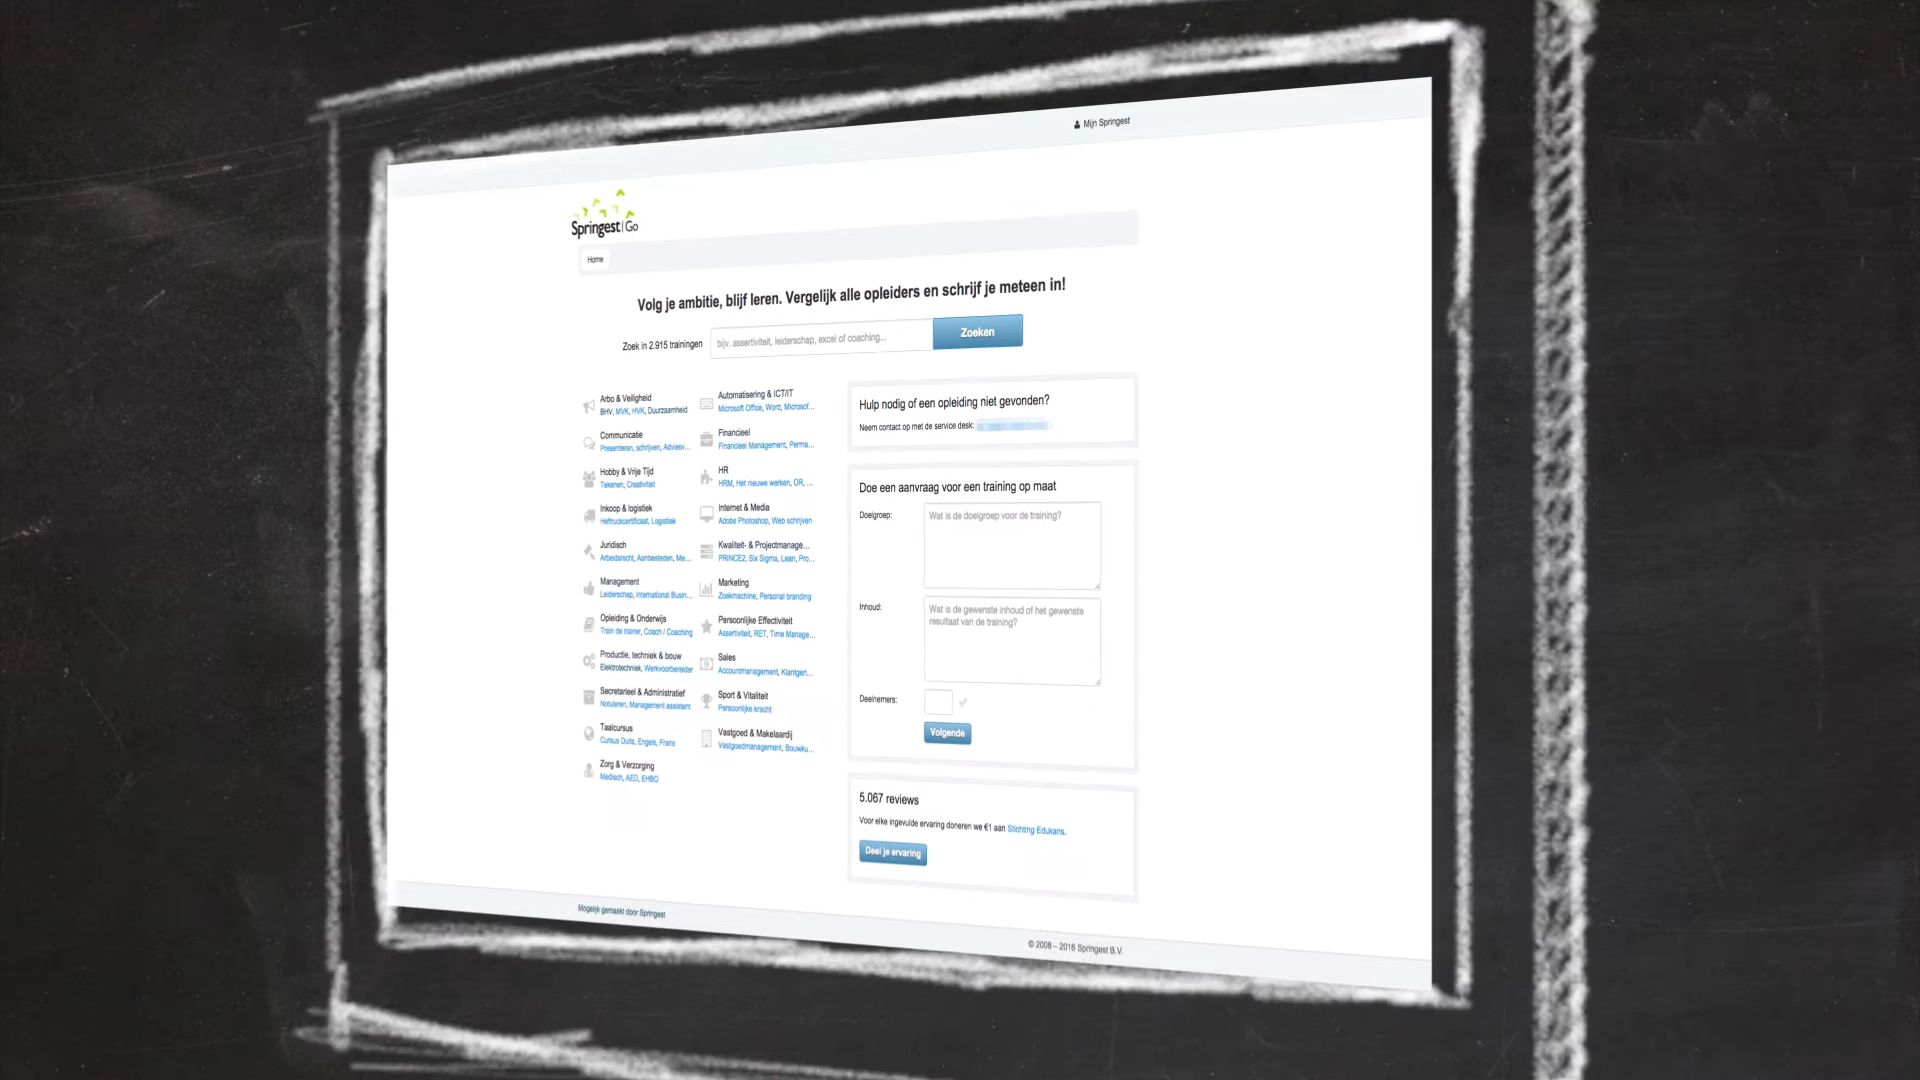 Mijn Springest
Springest|Go
Home
Volg je ambitie, blijf leren. Vergelijk alle opleiders en schrijf je meteen in!
Zoek in 2.915 trainingen
bijv. assertiviteit, leiderschap, excel of coaching...
Zoeken
Arbo & Veiligheid
BHV, MVK, HVK, Duurzaamheid
Communicatie
Presenteren, schrijven, Adviesv...
Hobby & Vrije Tijd
Tekenen, Creativiteit
Inkoop & logistiek
Heftruckcertificaat, Logistiek
Juridisch
Arbeidsrecht, Aanbesteden, Me...
Management
Leiderschap, International Busin...
Opleiding & Onderwijs
Train de trainer, Coach / Coaching
Productie, techniek & bouw
Elektrotechniek, Werkvoorbereider
Secretarieel & Administratief
Notuleren, Management assistent
Taalcursus
Cursus Duits, Engels, Frans
Zorg & Verzorging
Medisch, AED, EHBO
Automatisering & ICT/IT
Microsoft Office, Word, Microsof...
Financieel
Financieel Management, Perma...
HR
HRM, Het nieuwe werken, OR, ...
Internet & Media
Adobe Photoshop, Web schrijven
Kwaliteit- & Projectmanage...
PRINCE2, Six Sigma, Lean, Pro...
Marketing
Zoekmachine, Personal branding
Persoonlijke Effectiviteit
Assertiviteit, RET, Time Manage...
Sales
Accountmanagement, Klantgeri...
Sport & Vitaliteit
Persoonlijke kracht
Vastgoed & Makelaardij
Vastgoedmanagement, Bouwku...
Hulp nodig of een opleiding niet gevonden?
Neem contact op met de service desk:
Doe een aanvraag voor een training op maat
Doelgroep:
Wat is de doelgroep voor de training?
Inhoud:
Wat is de gewenste inhoud of het gewenste
resultaat van de training?
Deelnemers:
Volgende
5.067 reviews
Voor elke ingevulde ervaring doneren we €1 aan Stichting Edukans.
Deel je ervaring
Mogelijk gemaakt door Springest
© 2008 – 2016 Springest B.V.